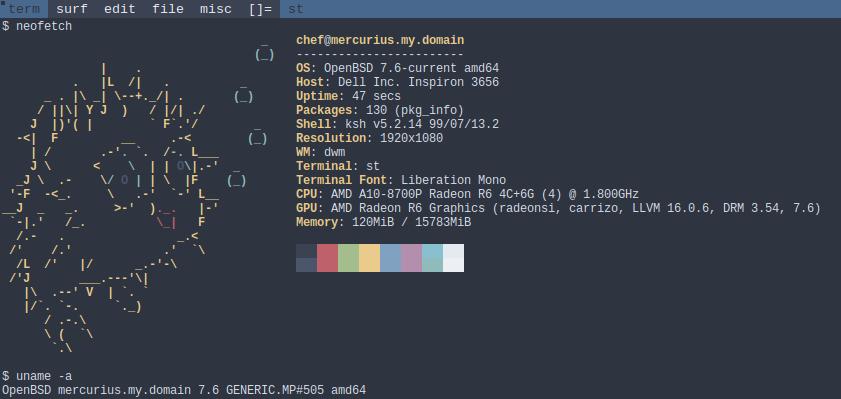 term surf edit file misc []= st
$ neofetch
chef@mercurius.my.domain
------------------------
OS: OpenBSD 7.6-current amd64
Host: Dell Inc. Inspiron 3656
Uptime: 47 secs
Packages: 130 (pkg_info)
Shell: ksh v5.2.14 99/07/13.2
Resolution: 1920x1080
WM: dwm
Terminal: st
Terminal Font: Liberation Mono
CPU: AMD A10-8700P Radeon R6 4C+6G (4) @ 1.800GHz
GPU: AMD Radeon R6 Graphics (radeonsi, carrizo, LLVM 16.0.6, DRM 3.54, 7.6)
Memory: 120MiB / 15783MiB
$ uname -a
OpenBSD mercurius.my.domain 7.6 GENERIC.MP#505 amd64